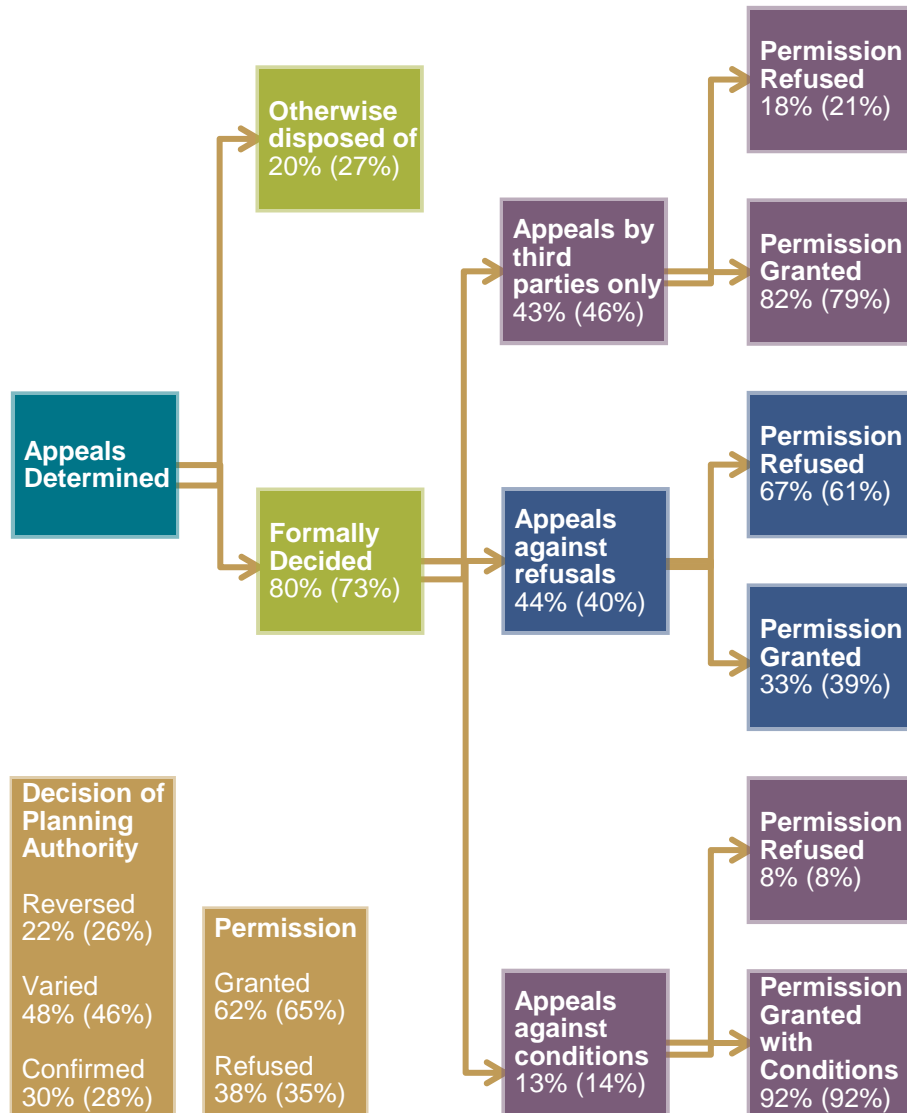 Appeals
Determined
Otherwise
disposed of
20% (27%)
Formally
Decided
80% (73%)
Appeals by
third
parties only
43% (46%)
Permission
Refused
18% (21%)
Permission
Granted
82% (79%)
Appeals
against
refusals
44% (40%)
Permission
Refused
67% (61%)
Permission
Granted
33% (39%)
Appeals
against
conditions
13% (14%)
Permission
Refused
8% (8%)
Permission
Granted
with
Conditions
92% (92%)
Decision of
Planning
Authority
Reversed
22% (26%)
Varied
48% (46%)
Confirmed
30% (28%)
Permission
Granted
62% (65%)
Refused
38% (35%)